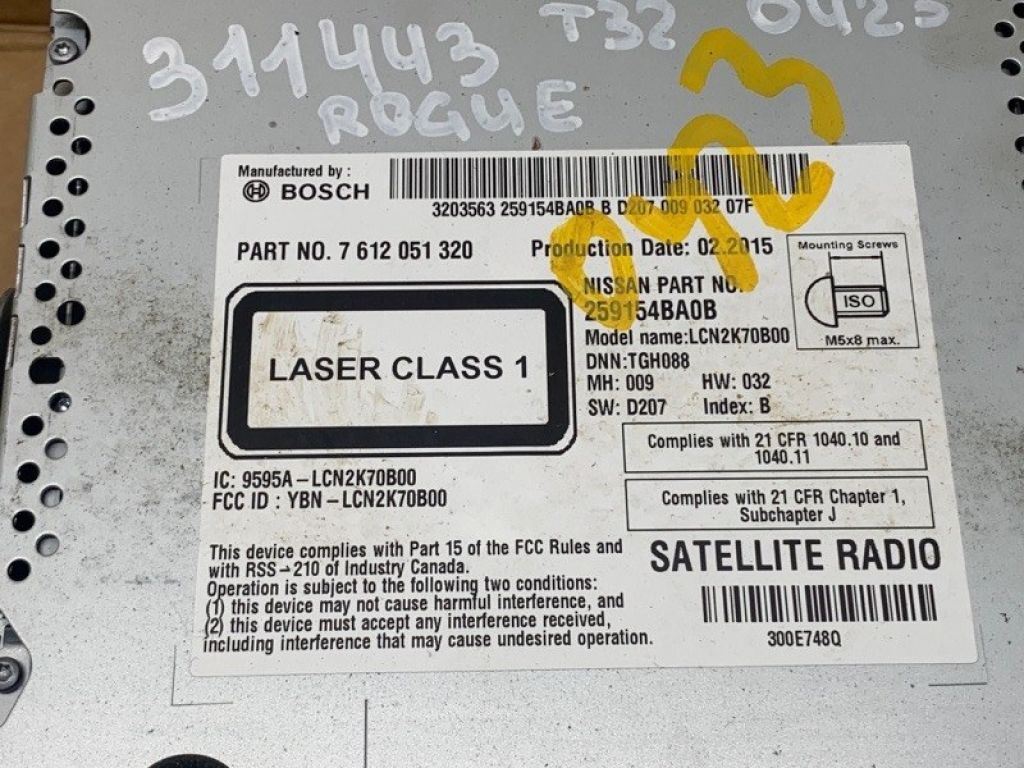 311443 T32 0423
ROGUE
023
Manufactured by :
BOSCH
3203563 259154BA0B B D207 009 032 07F
PART NO. 7 612 051 320
Production Date: 02.2015
Mounting Screws
ISO
M5x8 max.
NISSAN PART NO.
259154BA0B
Model name:LCN2K70B00
DNN:TGH088
MH: 009 HW: 032
SW: D207 Index: B
LASER CLASS 1
Complies with 21 CFR 1040.10 and
1040.11
Complies with 21 CFR Chapter 1,
Subchapter J
IC: 9595A-LCN2K70B00
FCC ID : YBN-LCN2K70B00
This device complies with Part 15 of the FCC Rules and
with RSS-210 of Industry Canada.
Operation is subject to the following two conditions:
(1) this device may not cause harmful interference, and
(2) this device must accept any interference received,
including interference that may cause undesired operation.
SATELLITE RADIO
300E748Q